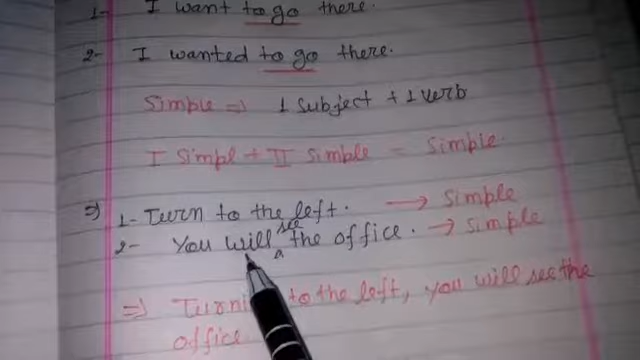 1- I want to go there.
2- I wanted to go there.
Simple => 1 Subject + 1 verb
I Simpl + II Simple = Simple.
=> 1- Turn to the left. → Simple
2- You will see the office. → Simple
=> to the left, you will see the
office